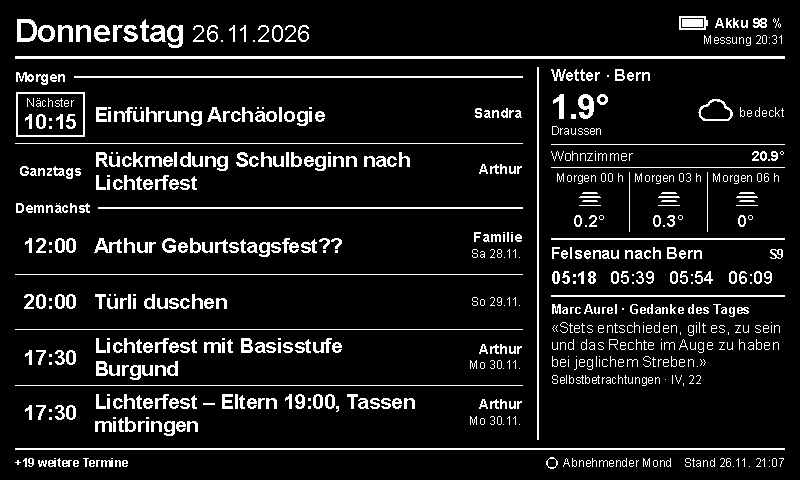 Donnerstag 26.11.2026
Akku 98 %
Messung 20:31
Morgen
Nächster
10:15
Einführung Archäologie
Sandra
Ganztags
Rückmeldung Schulbeginn nach
Lichterfest
Arthur
Demnächst
12:00
Arthur Geburtstagsfest??
Familie
Sa 28.11.
20:00
Türli duschen
So 29.11.
17:30
Lichterfest mit Basisstufe
Burgund
Arthur
Mo 30.11.
17:30
Lichterfest – Eltern 19:00, Tassen
mitbringen
Arthur
Mo 30.11.
+19 weitere Termine
Wetter · Bern
1.9°
Draussen
bedeckt
Wohnzimmer 20.9°
Morgen 00 h Morgen 03 h Morgen 06 h
0.2° 0.3° 0°
Felsenau nach Bern S9
05:18 05:39 05:54 06:09
Marc Aurel · Gedanke des Tages
«Stets entschieden, gilt es, zu sein
und das Rechte im Auge zu haben
bei jeglichem Streben.»
Selbstbetrachtungen · IV, 22
Abnehmender Mond Stand 26.11. 21:07